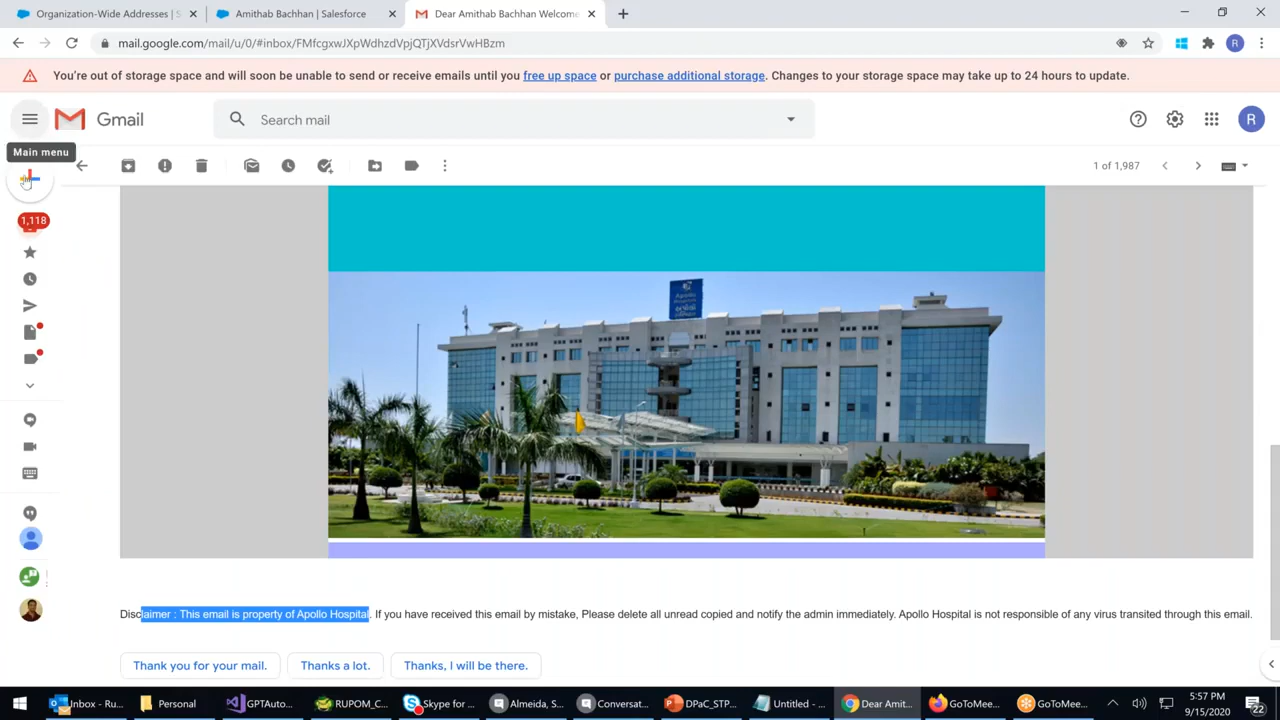 Organization-Wide Addresses | S
Amithab Bachhan | Salesforce
Dear Amithab Bachhan Welcome
mail.google.com/mail/u/0/#inbox/FMfcgxwJXpWdhzdVpjQTjXVdsrVwHBzm
R
You're out of storage space and will soon be unable to send or receive emails until you free up space or purchase additional storage. Changes to your storage space may take up to 24 hours to update.
Gmail
Search mail
R
Main menu
1 of 1,987
1,118
Apollo
Disclaimer : This email is property of Apollo Hospital. If you have received this email by mistake, Please delete all unread copied and notify the admin immediately. Apollo Hospital is not responsible of any virus transited through this email.
Thank you for your mail.
Thanks a lot.
Thanks, I will be there.
Inbox - Ru...
Personal
GPTAuto...
RUPOM_C...
Skype for ...
Almeida, S...
Conversat...
DPaC_STP...
Untitled - ...
Dear Amit...
GoToMee...
GoToMee...
5:57 PM
9/15/2020
22